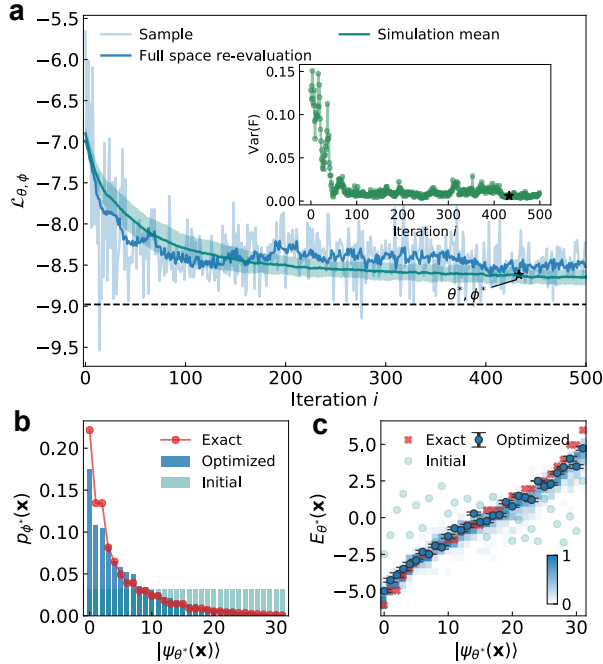 a
Sample
Full space re-evaluation
Simulation mean
−5.5
−6.0
−6.5
−7.0
−7.5
−8.0
−8.5
−9.0
−9.5
ℒθ, ϕ
0.15
0.10
0.05
0.00
Var(F)
0 100 200 300 400 500
Iteration i
θ*, ϕ*
0 100 200 300 400 500
Iteration i
b
Exact
Optimized
Initial
0.20
0.15
0.10
0.05
0.00
pϕ*(x)
0 10 20 30
|ψθ*(x)⟩
c
Exact Optimized
Initial
5.0
2.5
0.0
−2.5
−5.0
Eθ*(x)
1
0
0 10 20 30
|ψθ*(x)⟩